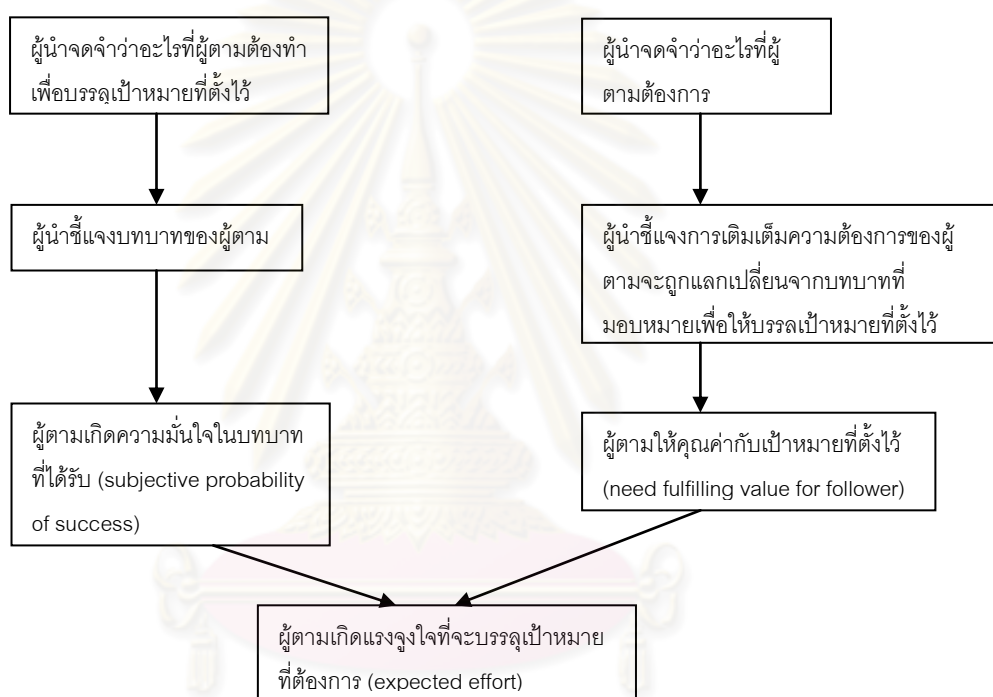 ผู้นำจดจำว่าอะไรที่ผู้ตามต้องทำ
เพื่อบรรลุเป้าหมายที่ตั้งไว้
ผู้นำชี้แจงบทบาทของผู้ตาม
ผู้ตามเกิดความมั่นใจในบทบาท
ที่ได้รับ (subjective probability
of success)
ผู้นำจดจำว่าอะไรที่ผู้
ตามต้องการ
ผู้นำชี้แจงการเติมเต็มความต้องการของผู้
ตามจะถูกแลกเปลี่ยนจากบทบาทที่
มอบหมายเพื่อให้บรรลุเป้าหมายที่ตั้งไว้
ผู้ตามให้คุณค่ากับเป้าหมายที่ตั้งไว้
(need fulfilling value for follower)
ผู้ตามเกิดแรงจูงใจที่จะบรรลุเป้าหมาย
ที่ต้องการ (expected effort)